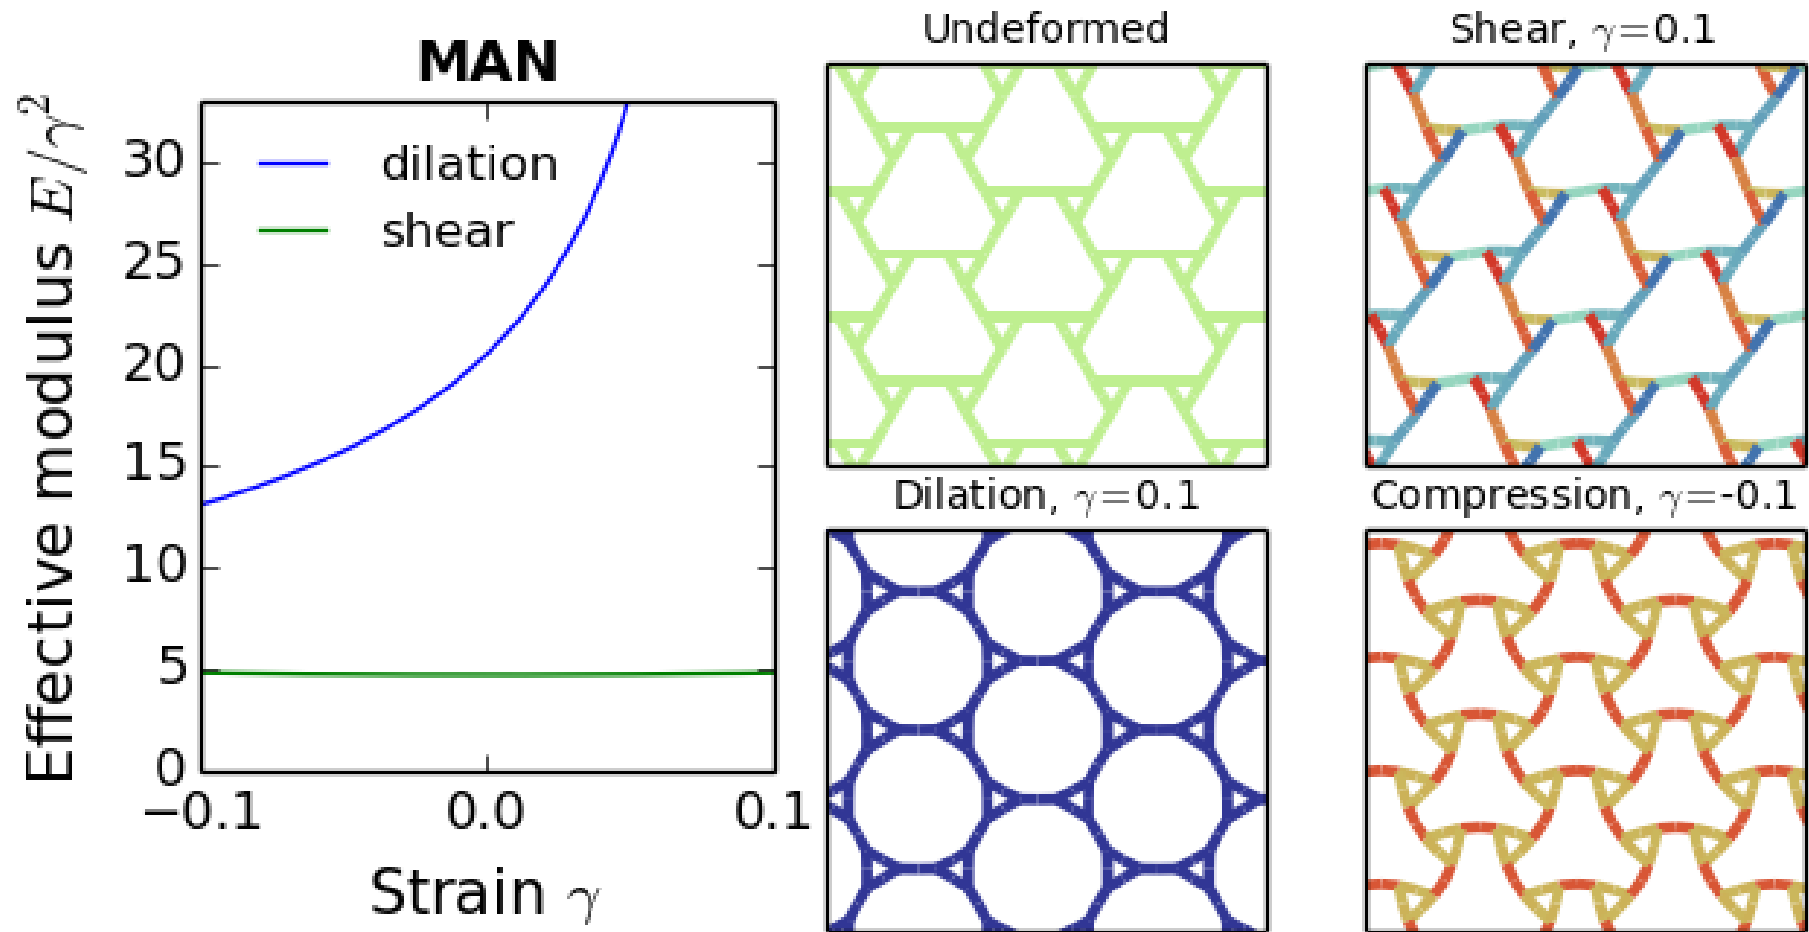 MAN
Effective modulus E/γ²
30
25
20
15
10
5
0
dilation
shear
−0.1
0.0
0.1
Strain γ
Undeformed
Shear, γ=0.1
Dilation, γ=0.1
Compression, γ=-0.1